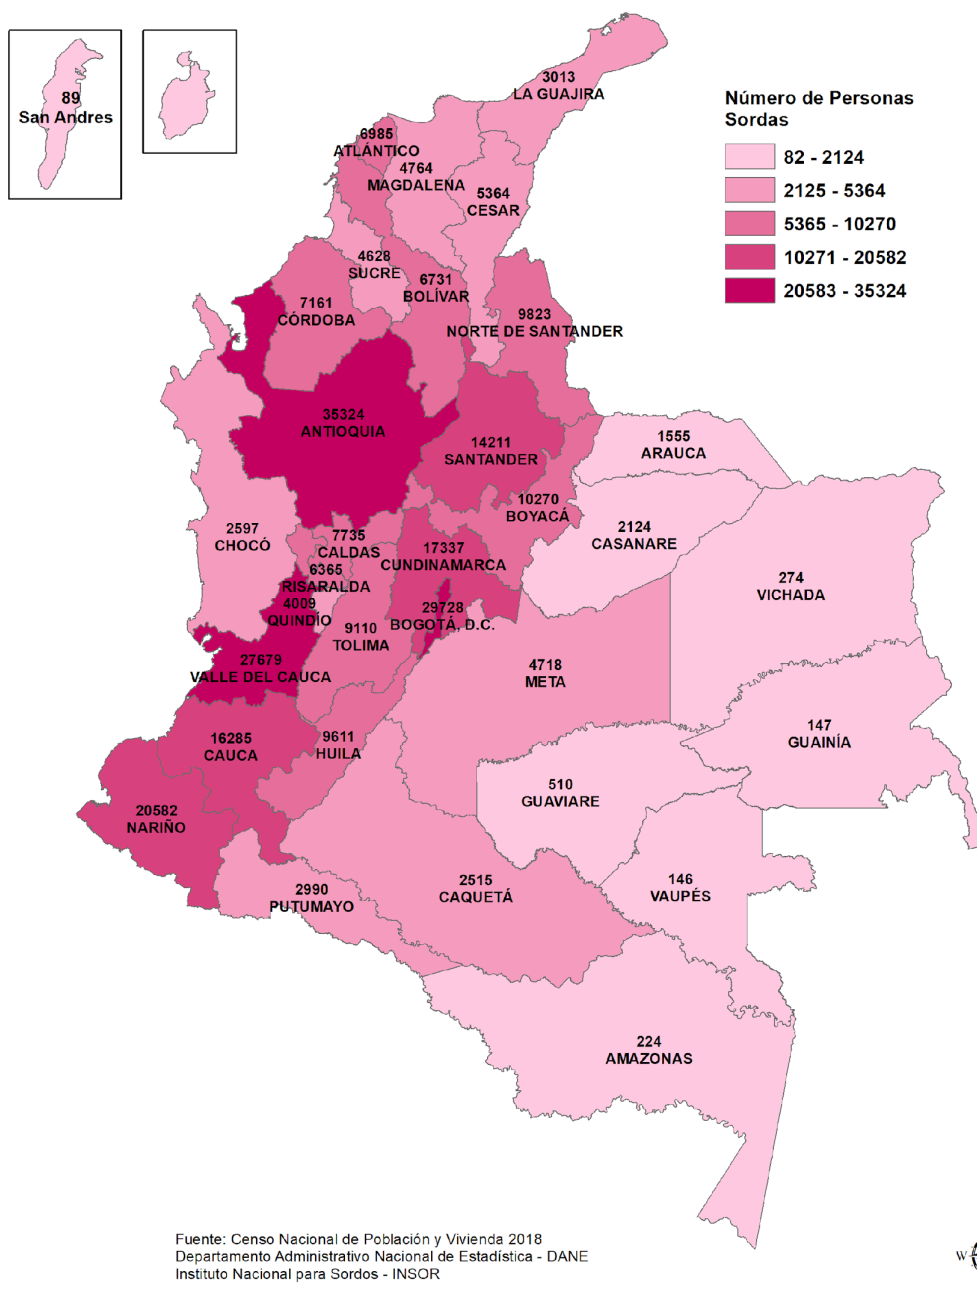 89
San Andres
3013
LA GUAJIRA
Número de Personas
Sordas
82 - 2124
2125 - 5364
5365 - 10270
10271 - 20582
20583 - 35324
6985
ATLÁNTICO
4764
MAGDALENA
5364
CESAR
4628
SUCRE
6731
BOLÍVAR
7161
CÓRDOBA
9823
NORTE DE SANTANDER
35324
ANTIOQUIA
14211
SANTANDER
1555
ARAUCA
10270
BOYACÁ
2124
CASANARE
2597
CHOCÓ
7735
CALDAS
17337
CUNDINAMARCA
6365
RISARALDA
4009
QUINDÍO
274
VICHADA
29728
BOGOTÁ, D.C.
9110
TOLIMA
27679
VALLE DEL CAUCA
4718
META
16285
CAUCA
9611
HUILA
147
GUAINÍA
510
GUAVIARE
20582
NARIÑO
2990
PUTUMAYO
2515
CAQUETÁ
146
VAUPÉS
224
AMAZONAS
Fuente: Censo Nacional de Población y Vivienda 2018
Departamento Administrativo Nacional de Estadística - DANE
Instituto Nacional para Sordos - INSOR
W